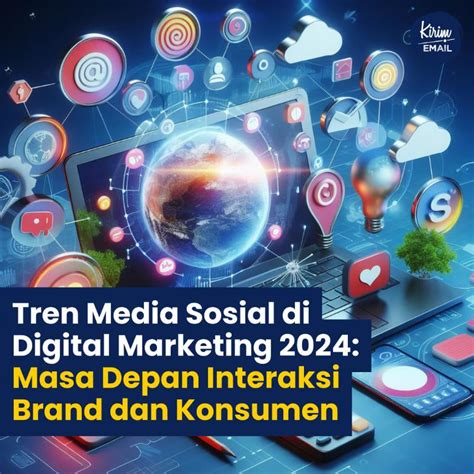 Kirim
EMAIL
Tren Media Sosial di
Digital Marketing 2024:
Masa Depan Interaksi
Brand dan Konsumen